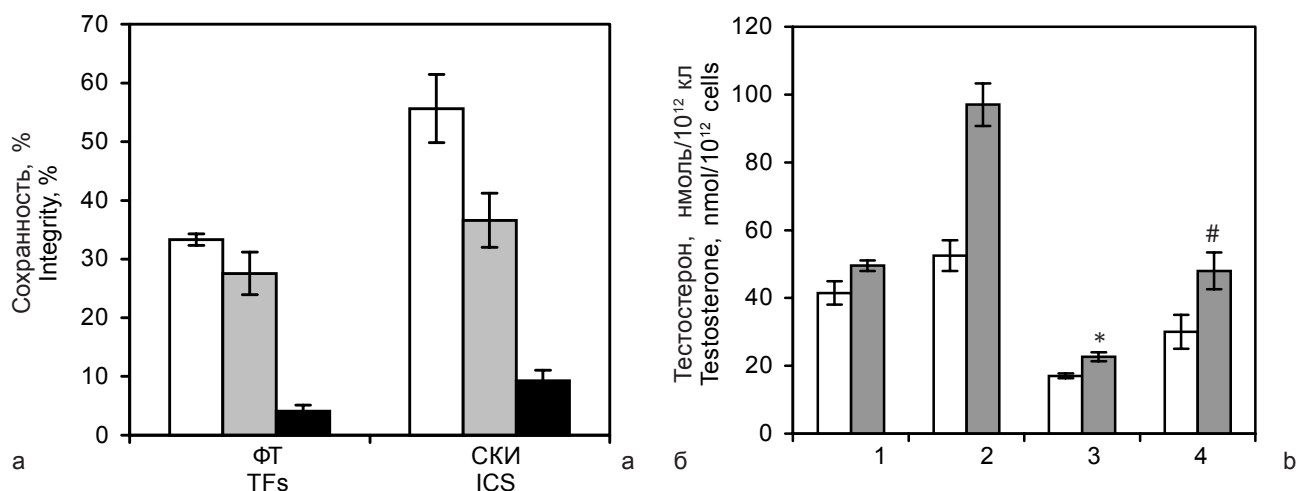 Сохранность, %
Integrity, %
70
60
50
40
30
20
10
0
ФТ
TFs
СКИ
ICS
а
a
Тестостерон, нмоль/10¹² кл
Testosterone, nmol/10¹² cells
120
100
80
60
40
20
0
*
#
1 2 3 4
б
b